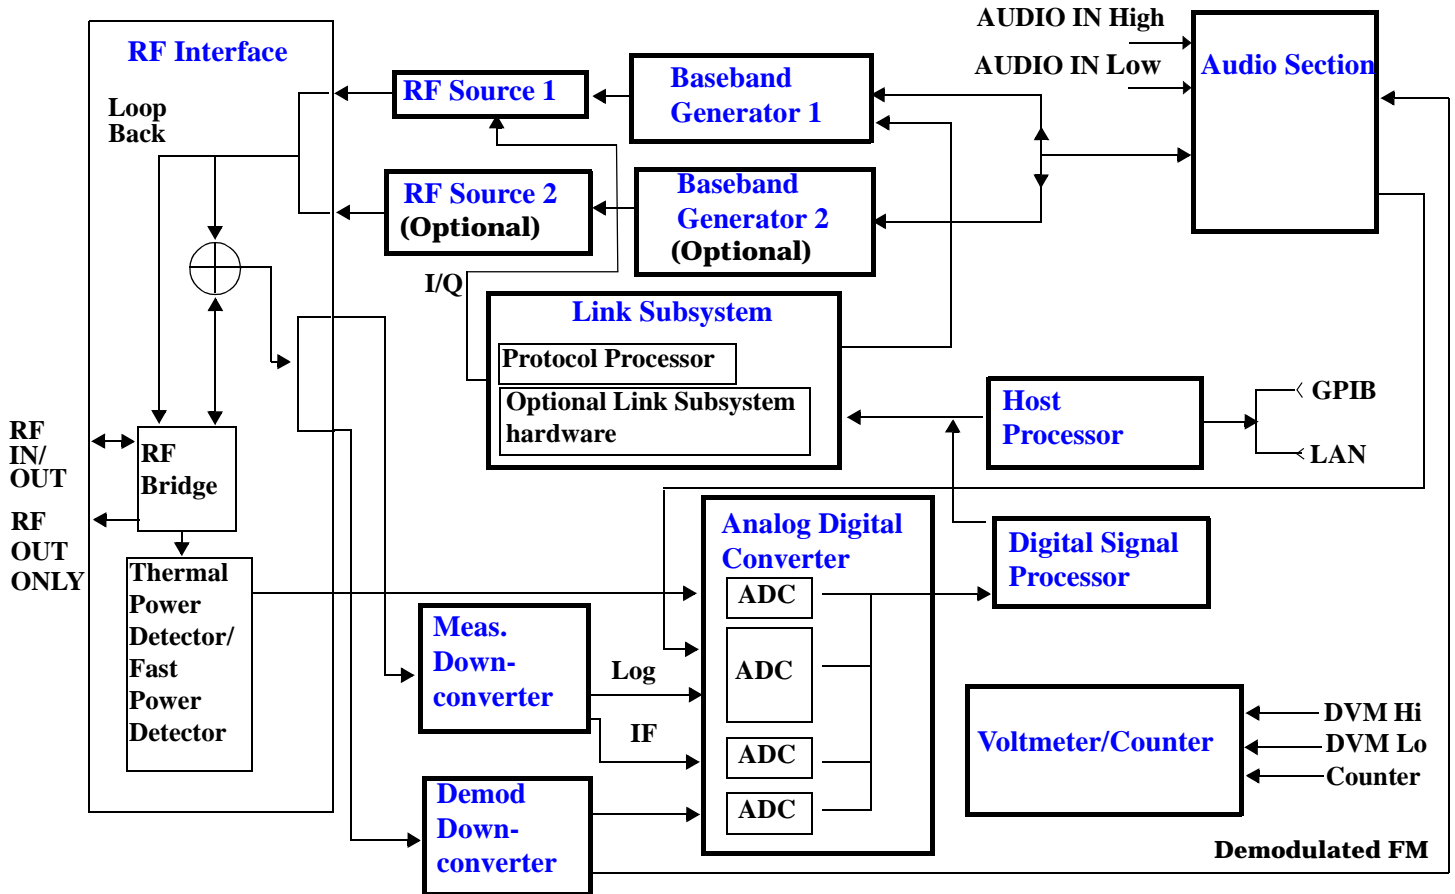 AUDIO IN High
AUDIO IN Low
Audio Section
RF Interface
Loop
Back
RF Source 1
Baseband
Generator 1
RF Source 2
(Optional)
Baseband
Generator 2
(Optional)
I/Q
Link Subsystem
Protocol Processor
Optional Link Subsystem
hardware
Host
Processor
GPIB
LAN
RF
IN/
OUT
RF
Bridge
RF
OUT
ONLY
Thermal
Power
Detector/
Fast
Power
Detector
Analog Digital
Converter
ADC
ADC
ADC
ADC
Digital Signal
Processor
Meas.
Down-
converter
Log
IF
Demod
Down-
converter
Voltmeter/Counter
DVM Hi
DVM Lo
Counter
Demodulated FM